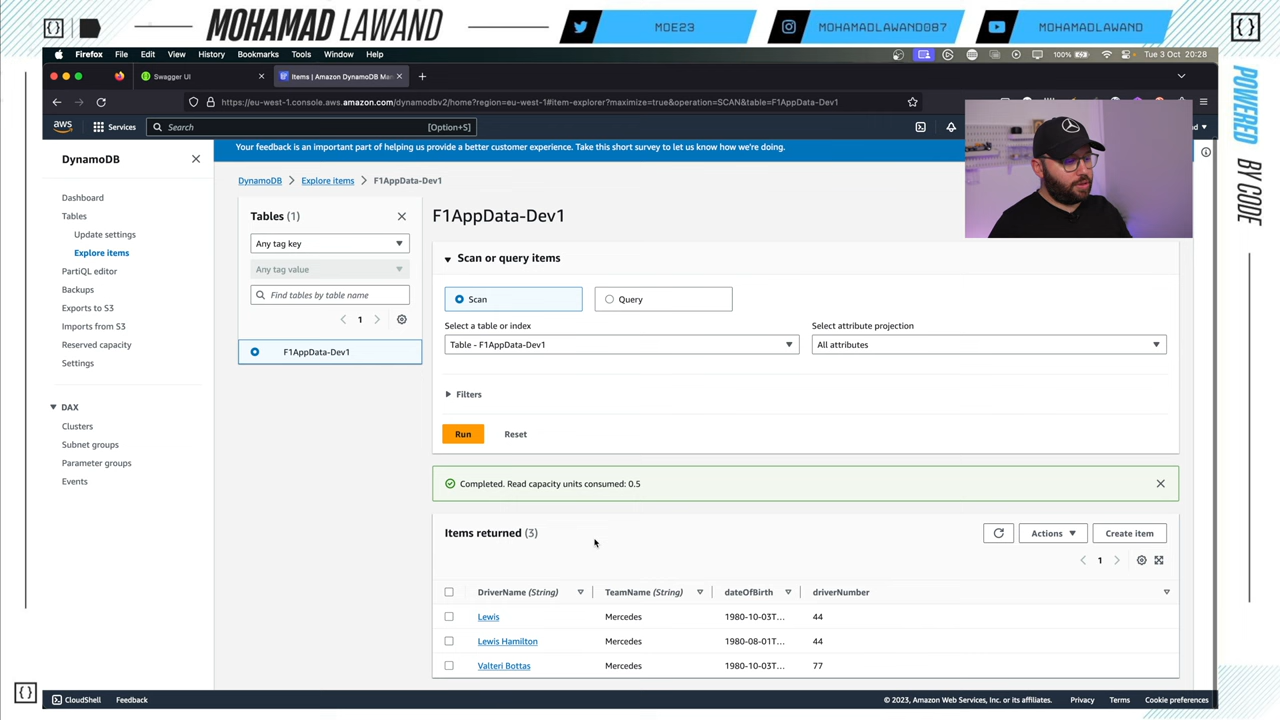 MOHAMAD LAWAND
MOE23
MOHAMADLAWAND087
MOHAMADLAWAND
POWERED BY CODE
Firefox File Edit View History Bookmarks Tools Window Help
100%
Tue 3 Oct 20:28
Swagger UI
Items | Amazon DynamoDB Ma
https://eu-west-1.console.aws.amazon.com/dynamodbv2/home?region=eu-west-1#item-explorer?maximize=true&operation=SCAN&table=F1AppData-Dev1
aws
Services
Search
[Option+S]
Your feedback is an important part of helping us provide a better customer experience. Take this short survey to let us know how we're doing.
DynamoDB
Dashboard
Tables
Update settings
Explore items
PartiQL editor
Backups
Exports to S3
Imports from S3
Reserved capacity
Settings
DAX
Clusters
Subnet groups
Parameter groups
Events
DynamoDB
Explore items
F1AppData-Dev1
Tables (1)
Any tag key
Any tag value
Find tables by table name
1
F1AppData-Dev1
F1AppData-Dev1
Scan or query items
Scan
Query
Select a table or index
Select attribute projection
Table - F1AppData-Dev1
All attributes
Filters
Run
Reset
Completed. Read capacity units consumed: 0.5
Items returned (3)
Actions
Create item
1
DriverName (String) TeamName (String) dateOfBirth driverNumber
Lewis Mercedes 1980-10-03T... 44
Lewis Hamilton Mercedes 1980-08-01T... 44
Valteri Bottas Mercedes 1980-10-03T... 77
CloudShell
Feedback
© 2023, Amazon Web Services, Inc. or its affiliates.
Privacy
Terms
Cookie preferences